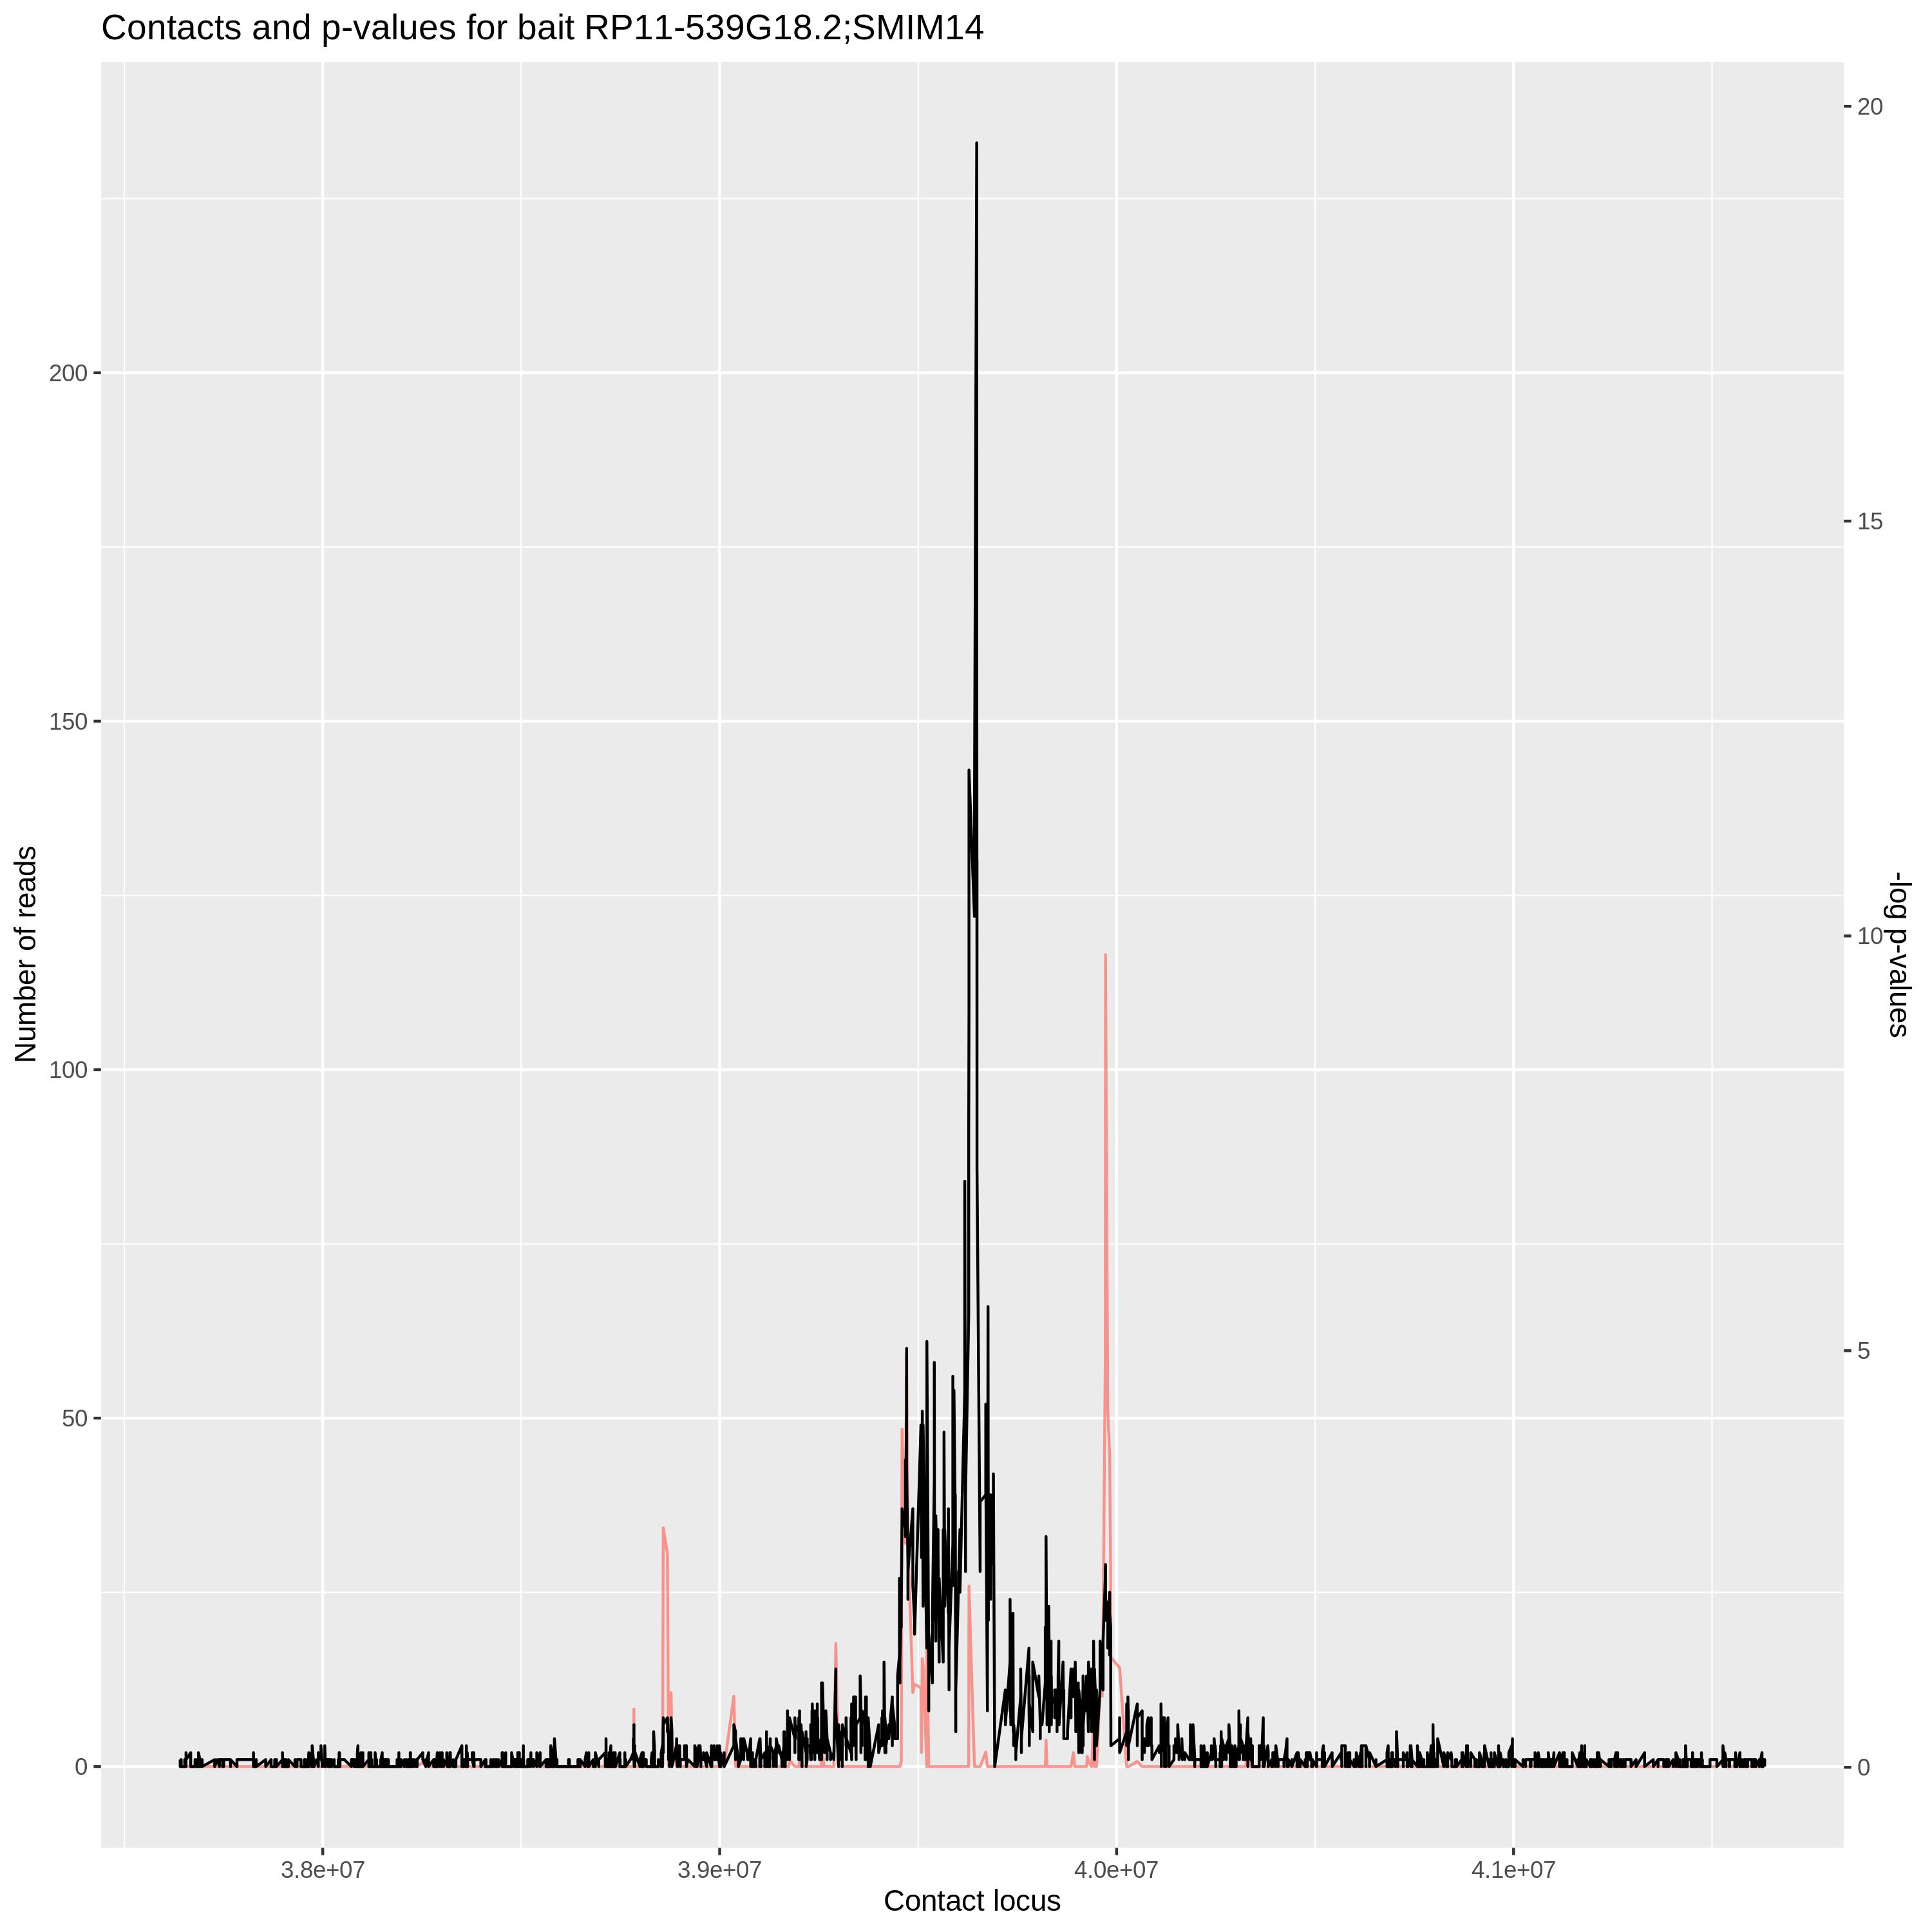 Contacts and p-values for bait RP11-539G18.2;SMIM14
Number of reads
200
150
100
50
0
20
15
10
5
0
-log p-values
3.8e+07 3.9e+07 4.0e+07 4.1e+07
Contact locus